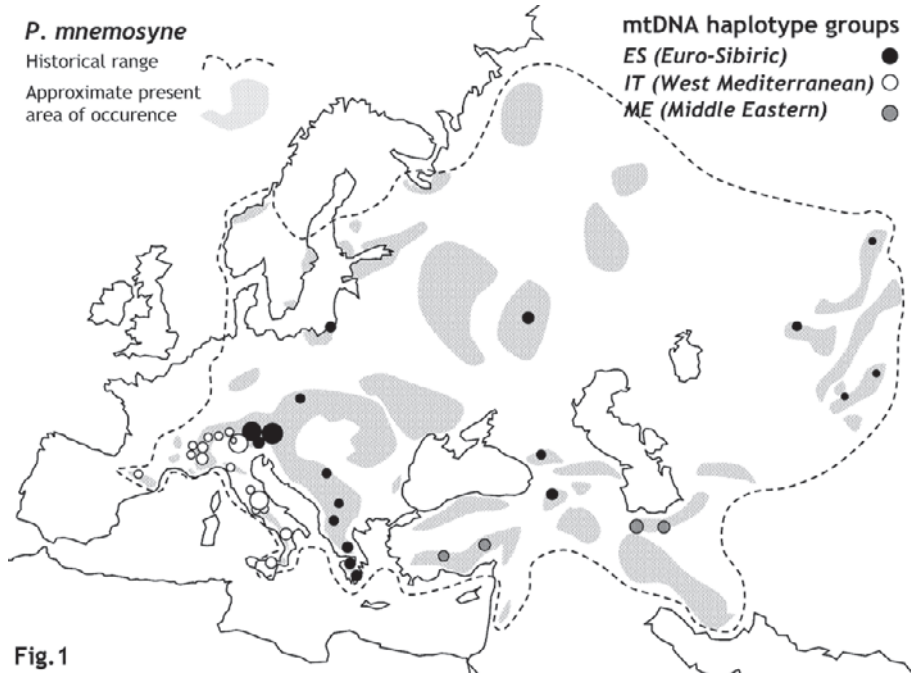 P. mnemosyne
Historical range
Approximate present
area of occurence
mtDNA haplotype groups
ES (Euro-Sibiric)
IT (West Mediterranean)
ME (Middle Eastern)
Fig.1